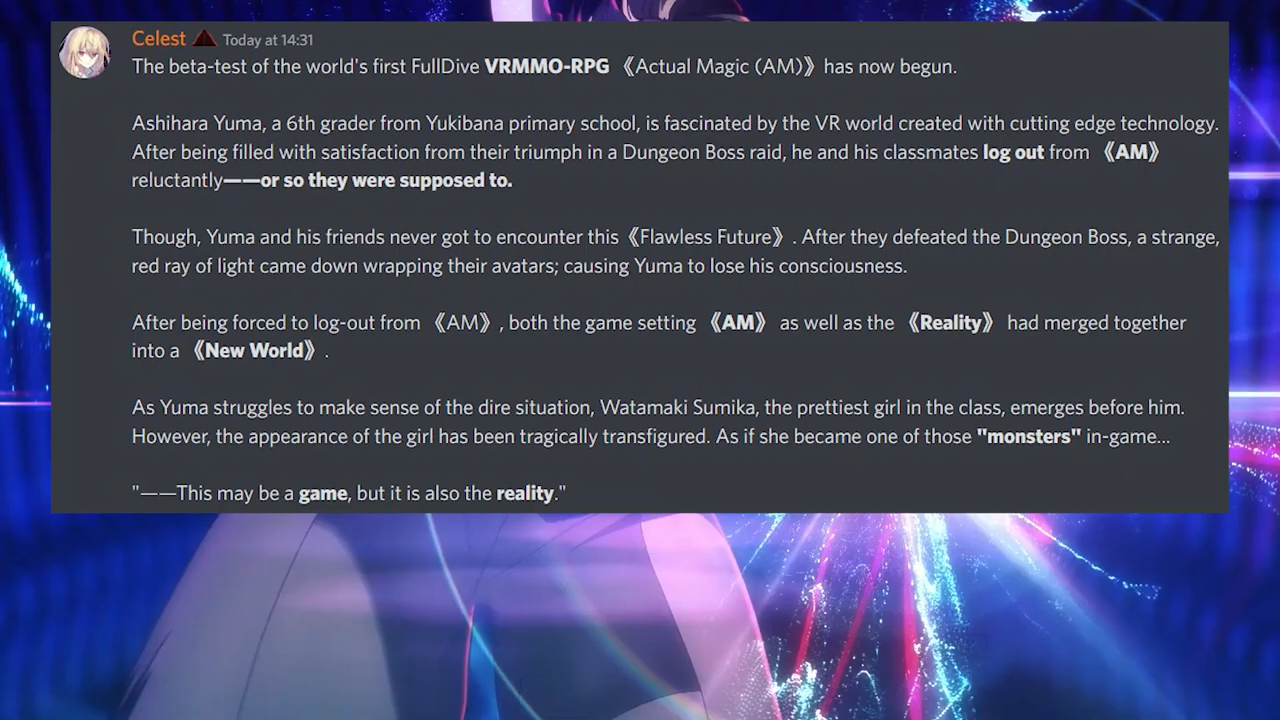 Celest Today at 14:31
The beta-test of the world's first FullDive VRMMO-RPG 《Actual Magic (AM)》 has now begun.
Ashihara Yuma, a 6th grader from Yukibana primary school, is fascinated by the VR world created with cutting edge technology.
After being filled with satisfaction from their triumph in a Dungeon Boss raid, he and his classmates log out from 《AM》
reluctantly——or so they were supposed to.
Though, Yuma and his friends never got to encounter this 《Flawless Future》 . After they defeated the Dungeon Boss, a strange,
red ray of light came down wrapping their avatars; causing Yuma to lose his consciousness.
After being forced to log-out from 《AM》 , both the game setting 《AM》 as well as the 《Reality》 had merged together
into a 《New World》 .
As Yuma struggles to make sense of the dire situation, Watamaki Sumika, the prettiest girl in the class, emerges before him.
However, the appearance of the girl has been tragically transfigured. As if she became one of those "monsters" in-game...
"——This may be a game, but it is also the reality."